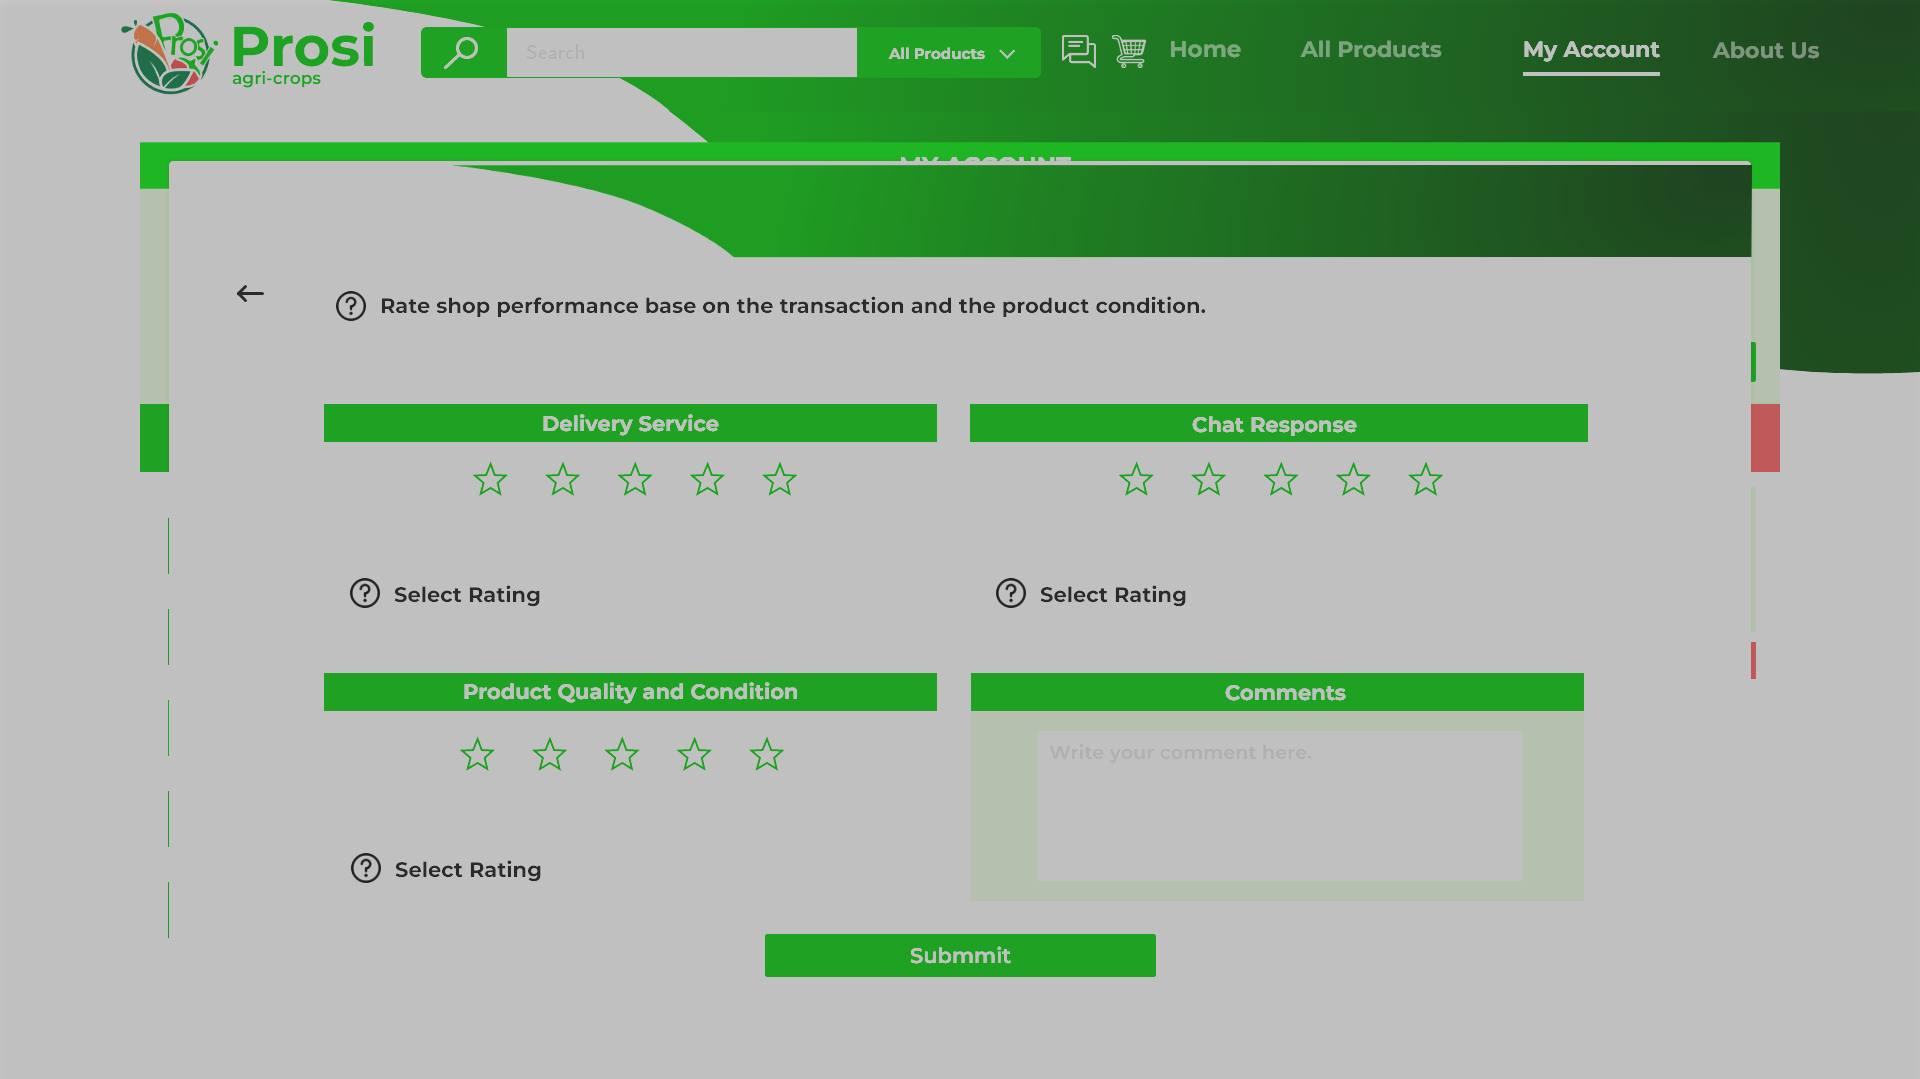 Prosi
Prosi
agri-crops
Search
All Products
Home
All Products
My Account
About Us
MY ACCOUNT
Rate shop performance base on the transaction and the product condition.
Delivery Service
Chat Response
Select Rating
Select Rating
Product Quality and Condition
Comments
Write your comment here.
Select Rating
Submmit